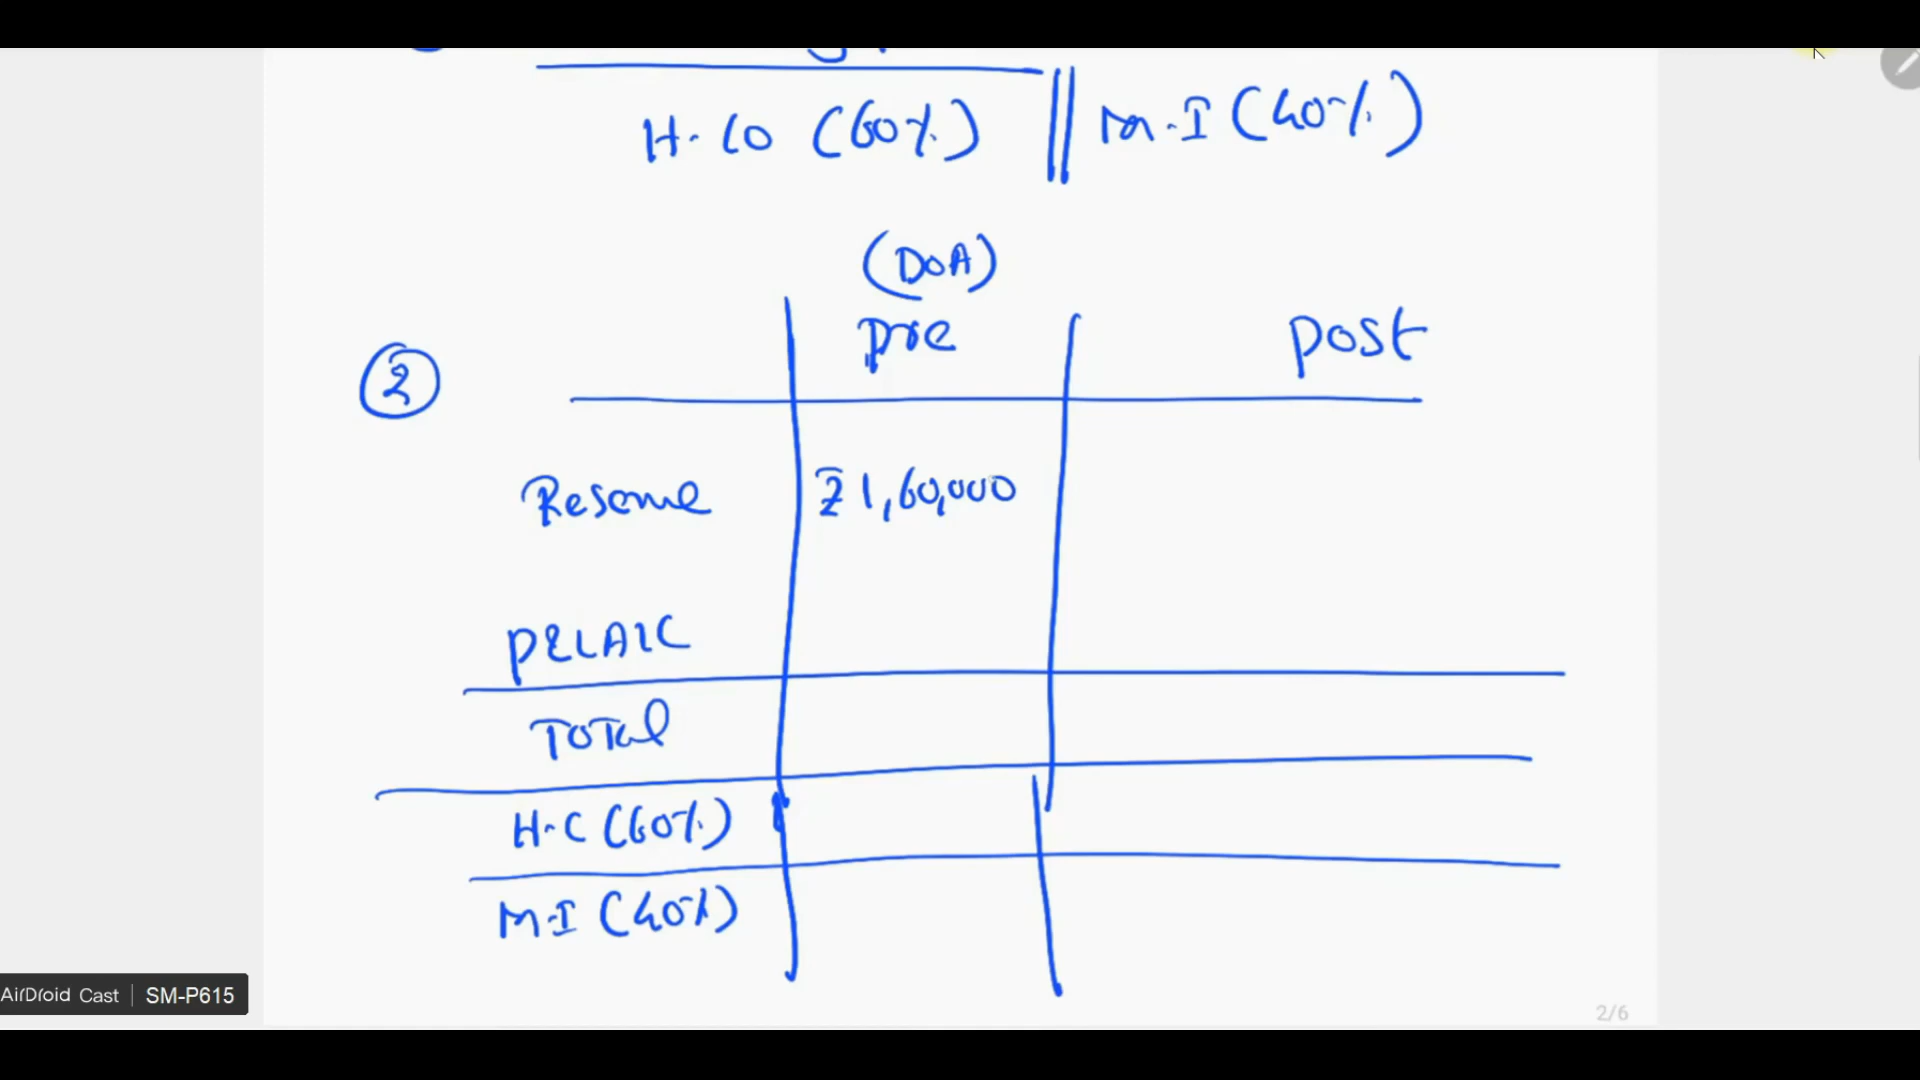 H-Co (60%) M.I (40%)
(DOA)
② Pre Post
Reserve ₹1,60,000
P&LA/C
Total
H-C (60%)
M-I (40%)
AirDroid Cast | SM-P615
2/6